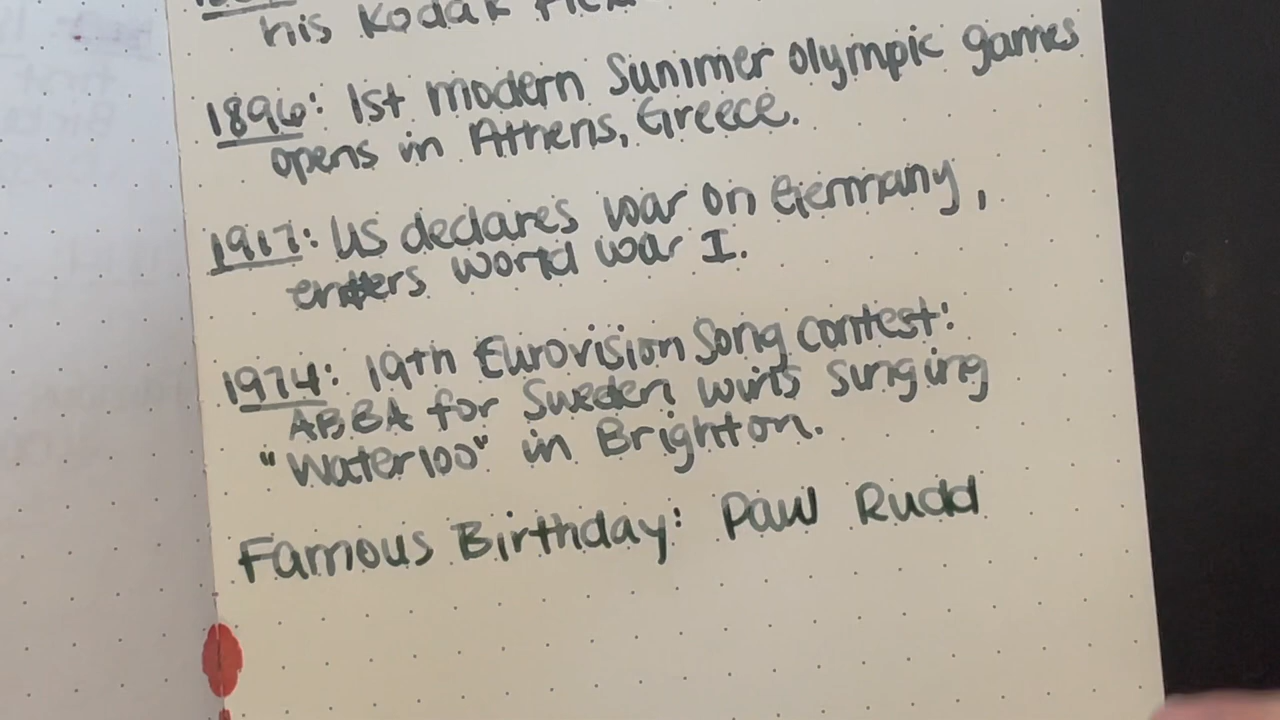 his Kodak
1896: 1st modern Summer Olympic games
opens in Athens, Greece.
1917: US declares war on Germany,
enters world war I.
1974: 19th Eurovision Song contest:
ABBA for Sweden wins singing
"Waterloo" in Brighton.
Famous Birthday: Paul Rudd